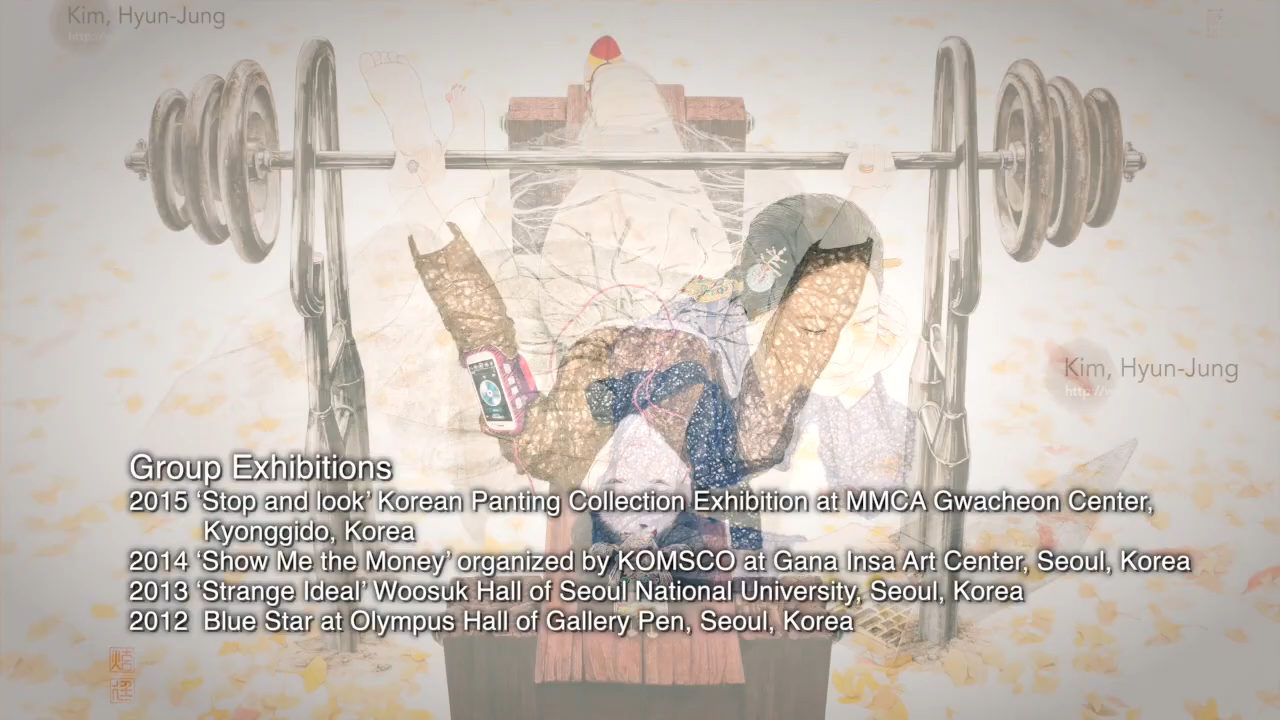 Kim, Hyun-Jung
Kim, Hyun-Jung
Group Exhibitions
2015 ‘Stop and look’ Korean Panting Collection Exhibition at MMCA Gwacheon Center,
Kyonggido, Korea
2014 ‘Show Me the Money’ organized by KOMSCO at Gana Insa Art Center, Seoul, Korea
2013 ‘Strange Ideal’ Woosuk Hall of Seoul National University, Seoul, Korea
2012 Blue Star at Olympus Hall of Gallery Pen, Seoul, Korea